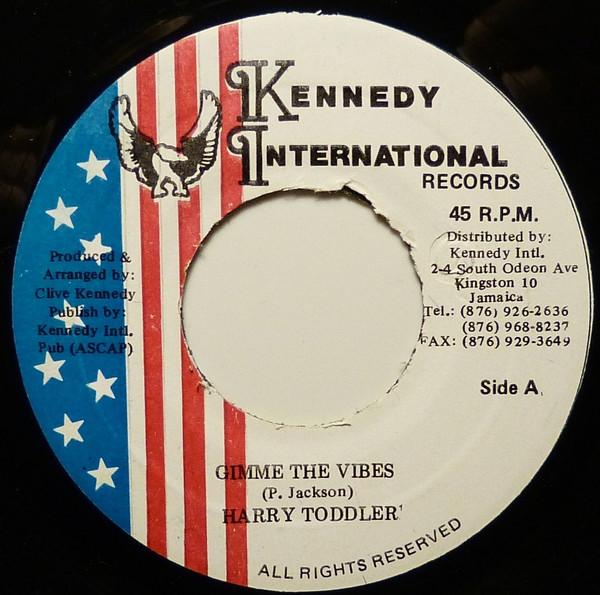 KENNEDY
INTERNATIONAL
RECORDS
45 R.P.M.
Distributed by:
Kennedy Intl.
2-4 South Odeon Ave
Kingston 10
Jamaica
Tel.: (876) 926-2636
(876) 968-8237
FAX: (876) 929-3649
Side A
Produced &
Arranged by:
Clive Kennedy
Publish by:
Kennedy Intl.
Pub (ASCAP)
GIMME THE VIBES
(P. Jackson)
HARRY TODDLER
ALL RIGHTS RESERVED